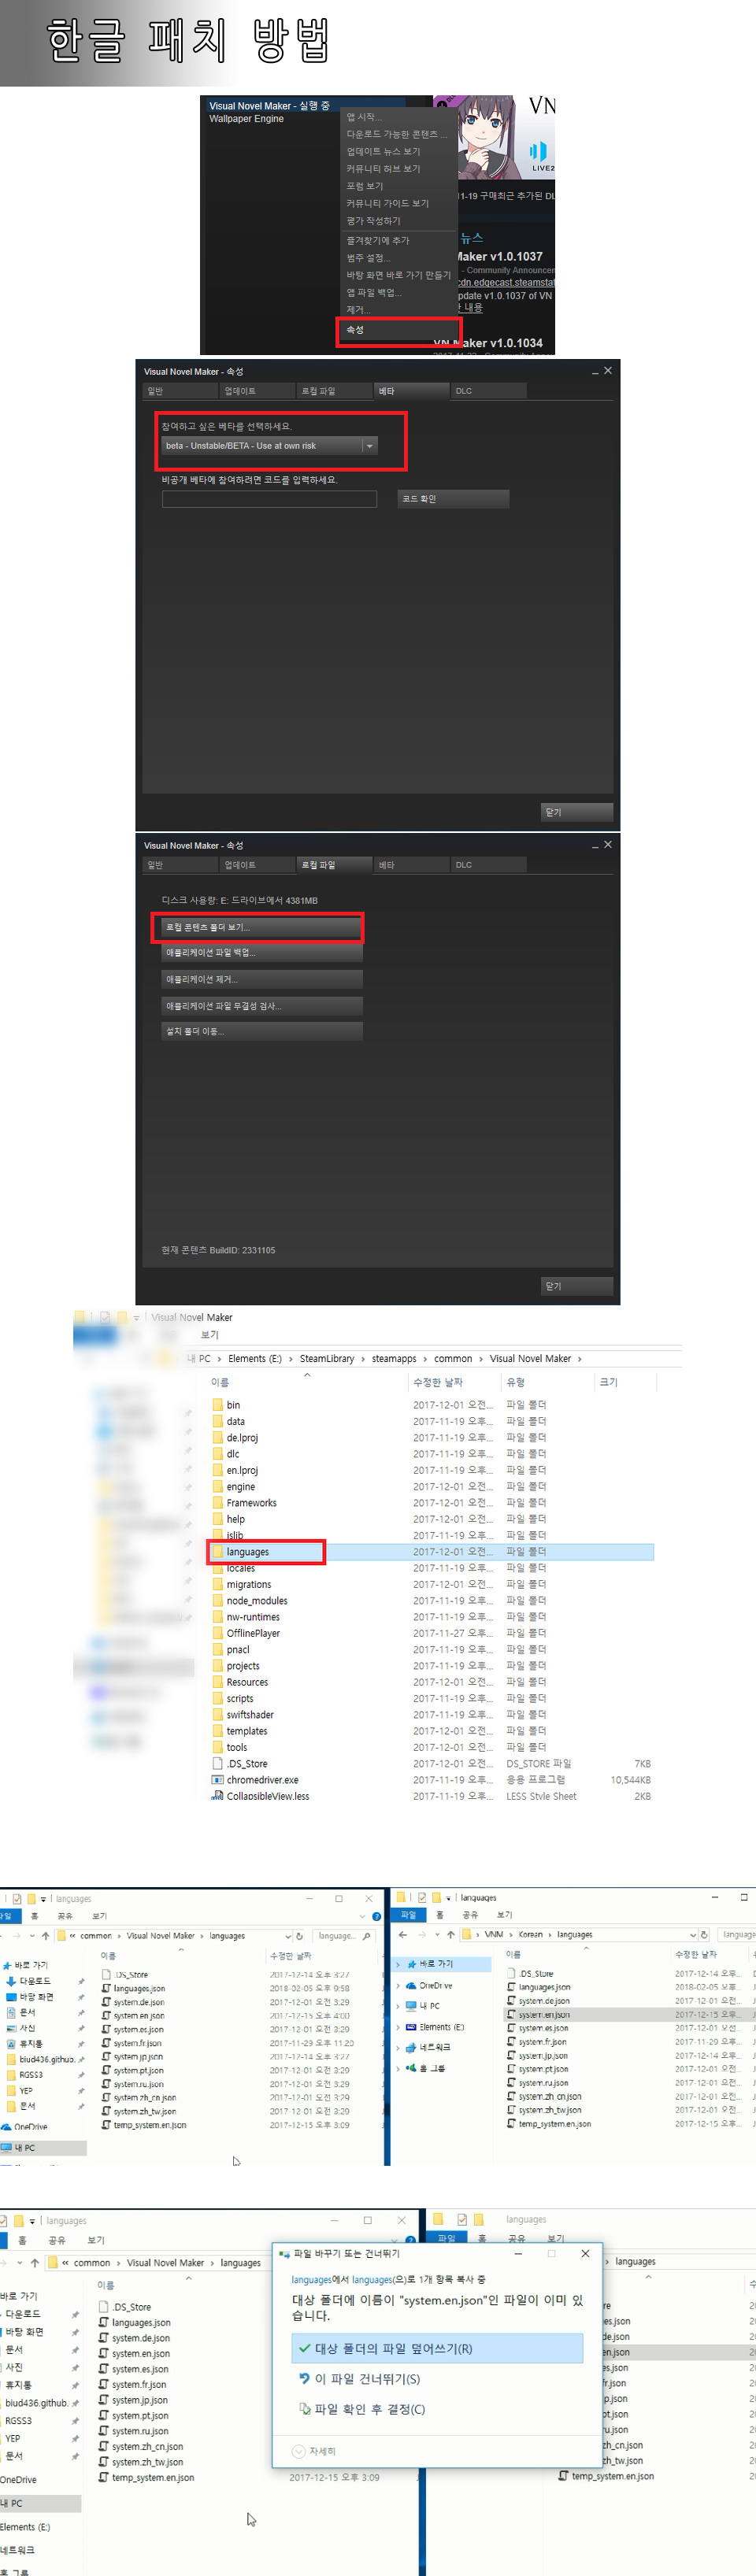 한글 패치 방법
Visual Novel Maker - 실행 중
Wallpaper Engine
앱 시작...
다운로드 가능한 콘텐츠 ...
업데이트 뉴스 보기
커뮤니티 허브 보기
포럼 보기
커뮤니티 가이드 보기
평가 작성하기
즐겨찾기에 추가
범주 설정...
바탕 화면 바로 가기 만들기
앱 파일 백업...
제거...
속성
VN
LIVE2
1-19 구매최근 추가된 DL
뉴스
Maker v1.0.1037
- Community Announcen
cdn.edgecast.steamstat
pdate v1.0.1037 of VN
내용
VN Maker v1.0.1034
Visual Novel Maker - 속성
일반 업데이트 로컬 파일 베타 DLC
참여하고 싶은 베타를 선택하세요.
beta - Unstable/BETA - Use at own risk
비공개 베타에 참여하려면 코드를 입력하세요.
코드 확인
닫기
Visual Novel Maker - 속성
일반 업데이트 로컬 파일 베타 DLC
디스크 사용량: E: 드라이브에서 4381MB
로컬 콘텐츠 폴더 보기...
애플리케이션 파일 백업...
애플리케이션 제거...
애플리케이션 파일 무결성 검사...
설치 폴더 이동...
현재 콘텐츠 BuildID: 2331105
닫기
Visual Novel Maker
보기
내 PC > Elements (E:) > SteamLibrary > steamapps > common > Visual Novel Maker >
이름 수정한 날짜 유형 크기
bin 2017-12-01 오전... 파일 폴더
data 2017-11-19 오후... 파일 폴더
de.lproj 2017-11-19 오후... 파일 폴더
dlc 2017-11-19 오후... 파일 폴더
en.lproj 2017-11-19 오후... 파일 폴더
engine 2017-12-01 오전... 파일 폴더
Frameworks 2017-12-01 오전... 파일 폴더
help 2017-12-01 오전... 파일 폴더
jslib 2017-11-19 오후... 파일 폴더
languages 2017-12-01 오전... 파일 폴더
locales 2017-11-19 오후... 파일 폴더
migrations 2017-12-01 오전... 파일 폴더
node_modules 2017-11-19 오후... 파일 폴더
nw-runtimes 2017-11-19 오후... 파일 폴더
OfflinePlayer 2017-11-27 오후... 파일 폴더
pnacl 2017-11-19 오후... 파일 폴더
projects 2017-11-19 오후... 파일 폴더
Resources 2017-12-01 오전... 파일 폴더
scripts 2017-11-19 오후... 파일 폴더
swiftshader 2017-11-19 오후... 파일 폴더
templates 2017-12-01 오전... 파일 폴더
tools 2017-12-01 오전... 파일 폴더
.DS_Store 2017-12-01 오전... DS_STORE 파일 7KB
chromedriver.exe 2017-11-19 오후... 응용 프로그램 10,544KB
CollapsibleView.less 2017-11-19 오후... LESS Style Sheet 2KB
languages
홈 공유 보기
« common > Visual Novel Maker > languages
language...
이름 수정한 날짜
바로 가기
다운로드
바탕 화면
문서
사진
휴지통
biud436.github.
RGSS3
YEP
문서
OneDrive
내 PC
.DS_Store 2017-12-14 오후 3:27
languages.json 2018-02-05 오후 9:58
system.de.json 2017-12-01 오전 3:29
system.en.json 2017-12-15 오후 4:00
system.es.json 2017-12-01 오전 3:29
system.fr.json 2017-11-29 오후 11:20
system.jp.json 2017-12-14 오후 3:27
system.pt.json 2017-12-01 오전 3:29
system.ru.json 2017-12-01 오전 3:29
system.zh_cn.json 2017-12-01 오전 3:29
system.zh_tw.json 2017-12-01 오전 3:29
temp_system.en.json 2017-12-15 오후 3:09
languages
파일 홈 공유 보기
> VNM > Korean > languages
languag
이름 수정한 날짜
바로 가기
OneDrive
내 PC
Elements (E:)
네트워크
홈 그룹
.DS_Store 2017-12-14 오후...
languages.json 2018-02-05 오후...
system.de.json 2017-12-01 오전...
system.en.json 2017-12-15 오후...
system.es.json 2017-12-01 오전...
system.fr.json 2017-11-29 오후...
system.jp.json 2017-12-14 오후...
system.pt.json 2017-12-01 오전...
system.ru.json 2017-12-01 오전...
system.zh_cn.json 2017-12-01 오전...
system.zh_tw.json 2017-12-01 오전...
temp_system.en.json 2017-12-15 오후...
languages
홈 공유 보기
« common > Visual Novel Maker > languages
이름
바로 가기
다운로드
바탕 화면
문서
사진
휴지통
biud436.github.
RGSS3
YEP
문서
OneDrive
내 PC
Elements (E:)
네트워크
홈 그룹
.DS_Store
languages.json
system.de.json
system.en.json
system.es.json
system.fr.json
system.jp.json
system.pt.json
system.ru.json
system.zh_cn.json
system.zh_tw.json
temp_system.en.json 2017-12-15 오후 3:09
파일 바꾸기 또는 건너뛰기
languages에서 languages(으)로 1개 항목 복사 중
대상 폴더에 이름이 "system.en.json"인 파일이 이미 있
습니다.
대상 폴더의 파일 덮어쓰기(R)
이 파일 건너뛰기(S)
파일 확인 후 결정(C)
자세히
languages
파일 홈 공유 보기
> languages
temp_system.en.json